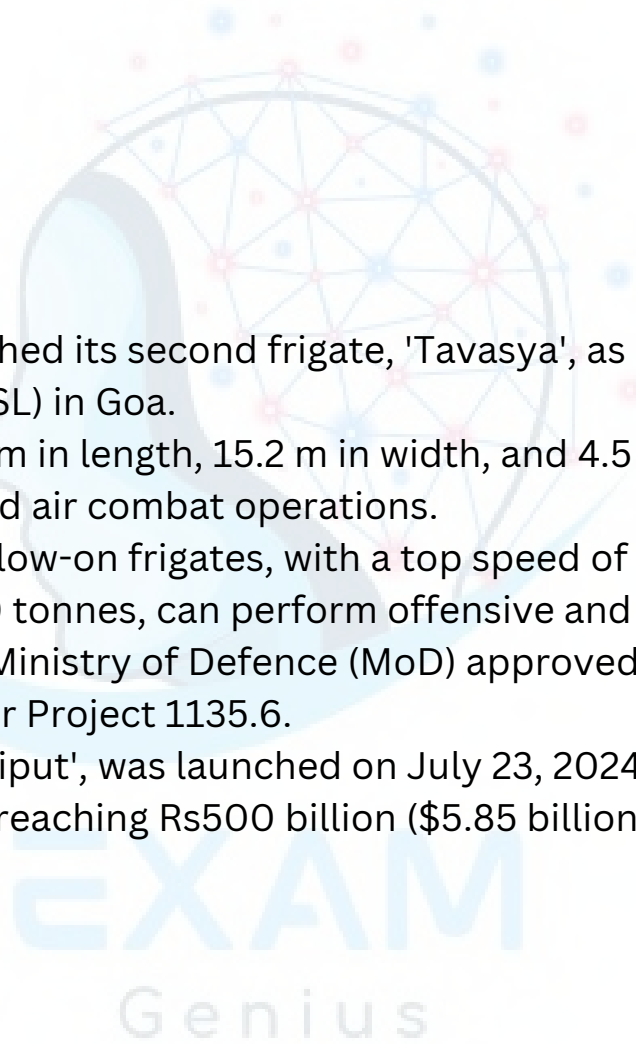 hed its second frigate, 'Tavasya', as
SL) in Goa.
m in length, 15.2 m in width, and 4.5
d air combat operations.
low-on frigates, with a top speed of
) tonnes, can perform offensive and
Ministry of Defence (MoD) approved
r Project 1135.6.
iput', was launched on July 23, 2024
reaching Rs500 billion ($5.85 billion
EXAM
Genius